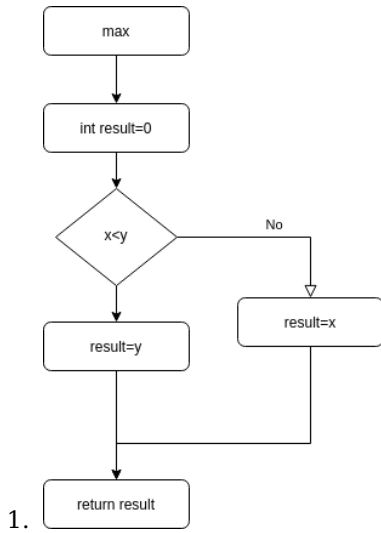 max
int result=0
x<y
No
result=x
result=y
return result
1.